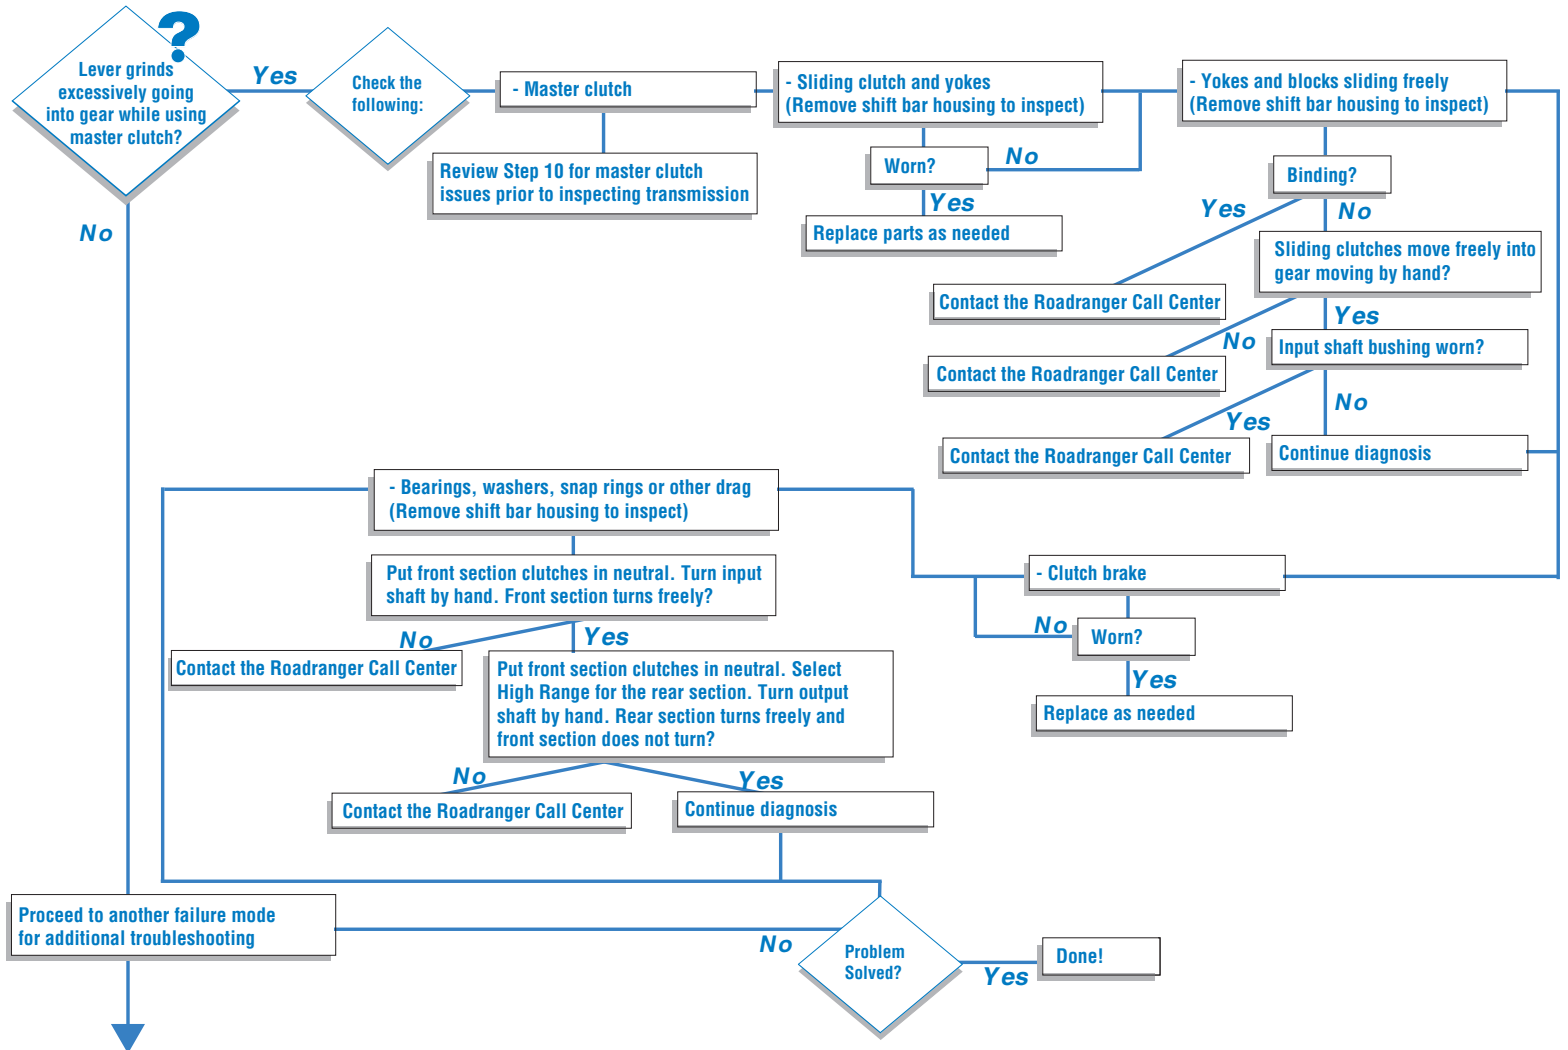 ?
Lever grinds
excessively going
into gear while using
master clutch?
Yes
Check the
following:
- Master clutch
Review Step 10 for master clutch
issues prior to inspecting transmission
- Sliding clutch and yokes
(Remove shift bar housing to inspect)
Worn?
No
Yes
Replace parts as needed
- Yokes and blocks sliding freely
(Remove shift bar housing to inspect)
Binding?
Yes
No
Contact the Roadranger Call Center
Sliding clutches move freely into
gear moving by hand?
No
Yes
Contact the Roadranger Call Center
Input shaft bushing worn?
Yes
No
Contact the Roadranger Call Center
Continue diagnosis
- Clutch brake
Worn?
No
Yes
Replace as needed
- Bearings, washers, snap rings or other drag
(Remove shift bar housing to inspect)
Put front section clutches in neutral. Turn input
shaft by hand. Front section turns freely?
No
Yes
Contact the Roadranger Call Center
Put front section clutches in neutral. Select
High Range for the rear section. Turn output
shaft by hand. Rear section turns freely and
front section does not turn?
No
Yes
Contact the Roadranger Call Center
Continue diagnosis
Problem
Solved?
Yes
Done!
No
No
Proceed to another failure mode
for additional troubleshooting